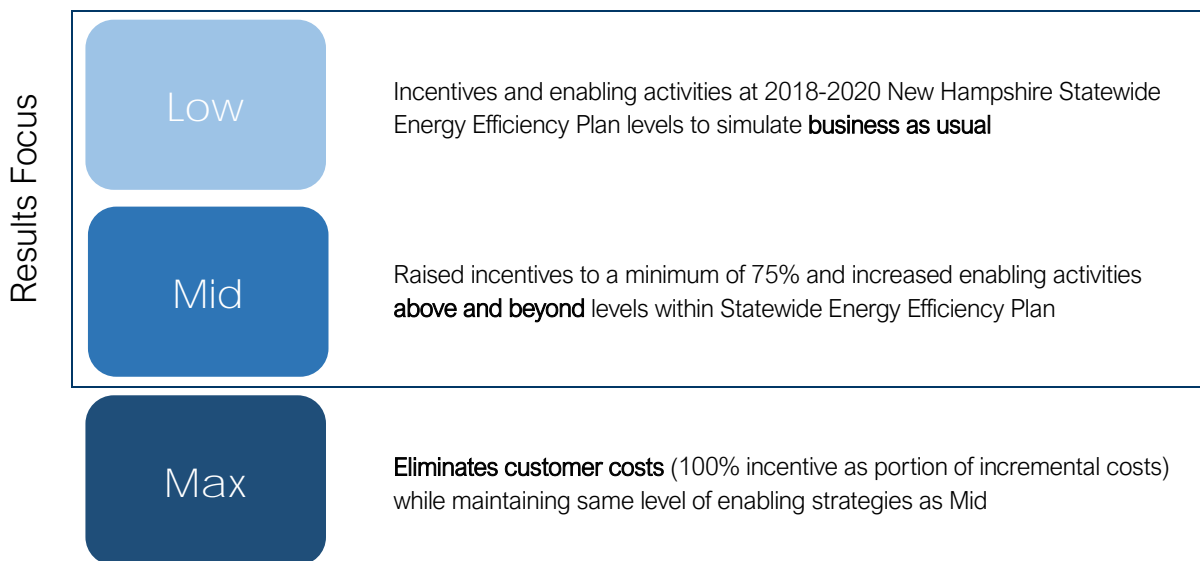 Results Focus
Low
Incentives and enabling activities at 2018-2020 New Hampshire Statewide
Energy Efficiency Plan levels to simulate business as usual
Mid
Raised incentives to a minimum of 75% and increased enabling activities
above and beyond levels within Statewide Energy Efficiency Plan
Max
Eliminates customer costs (100% incentive as portion of incremental costs)
while maintaining same level of enabling strategies as Mid